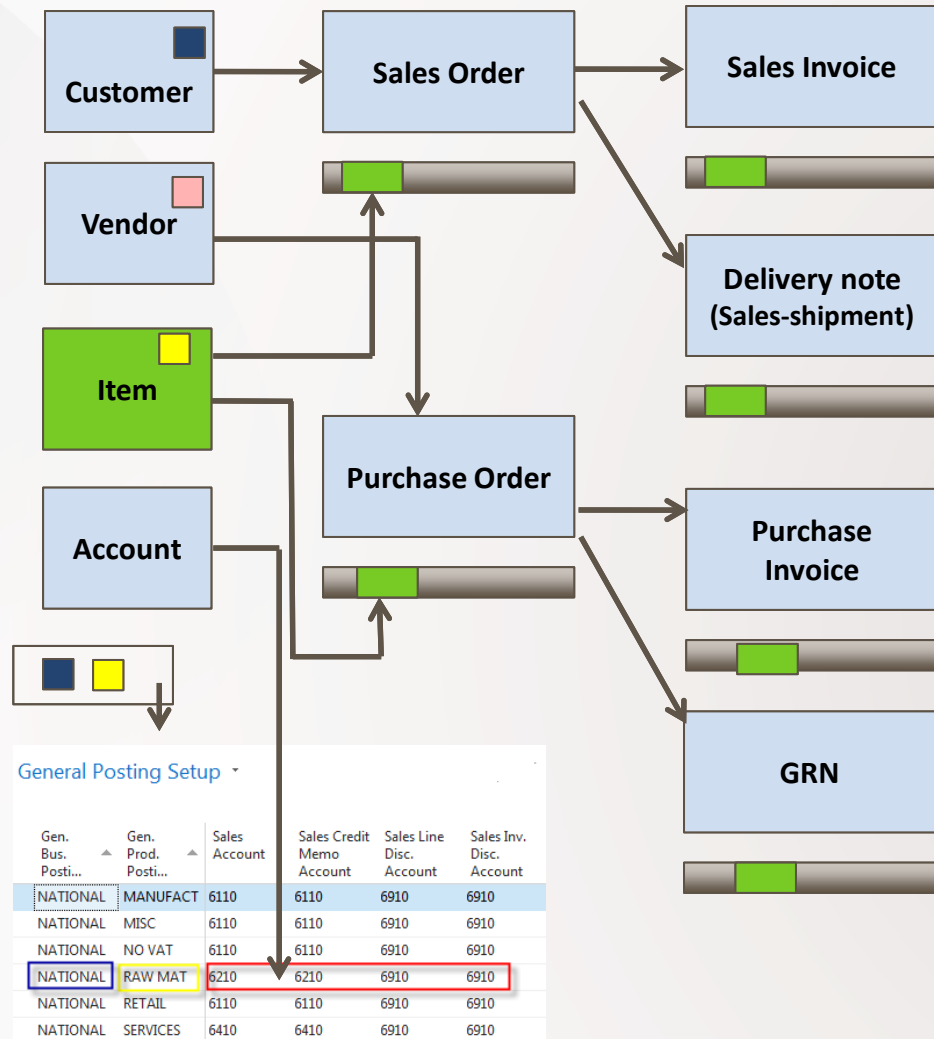 Customer
Sales Order
Sales Invoice
Vendor
Delivery note
(Sales-shipment)
Item
Purchase Order
Account
Purchase
Invoice
GRN
General Posting Setup
Gen. Bus. Posti...
Gen. Prod. Posti...
Sales Account
Sales Credit Memo Account
Sales Line Disc. Account
Sales Inv. Disc. Account
NATIONAL MANUFACT 6110 6110 6910 6910
NATIONAL MISC 6110 6110 6910 6910
NATIONAL NO VAT 6110 6110 6910 6910
NATIONAL RAW MAT 6210 6210 6910 6910
NATIONAL RETAIL 6110 6110 6910 6910
NATIONAL SERVICES 6410 6410 6910 6910